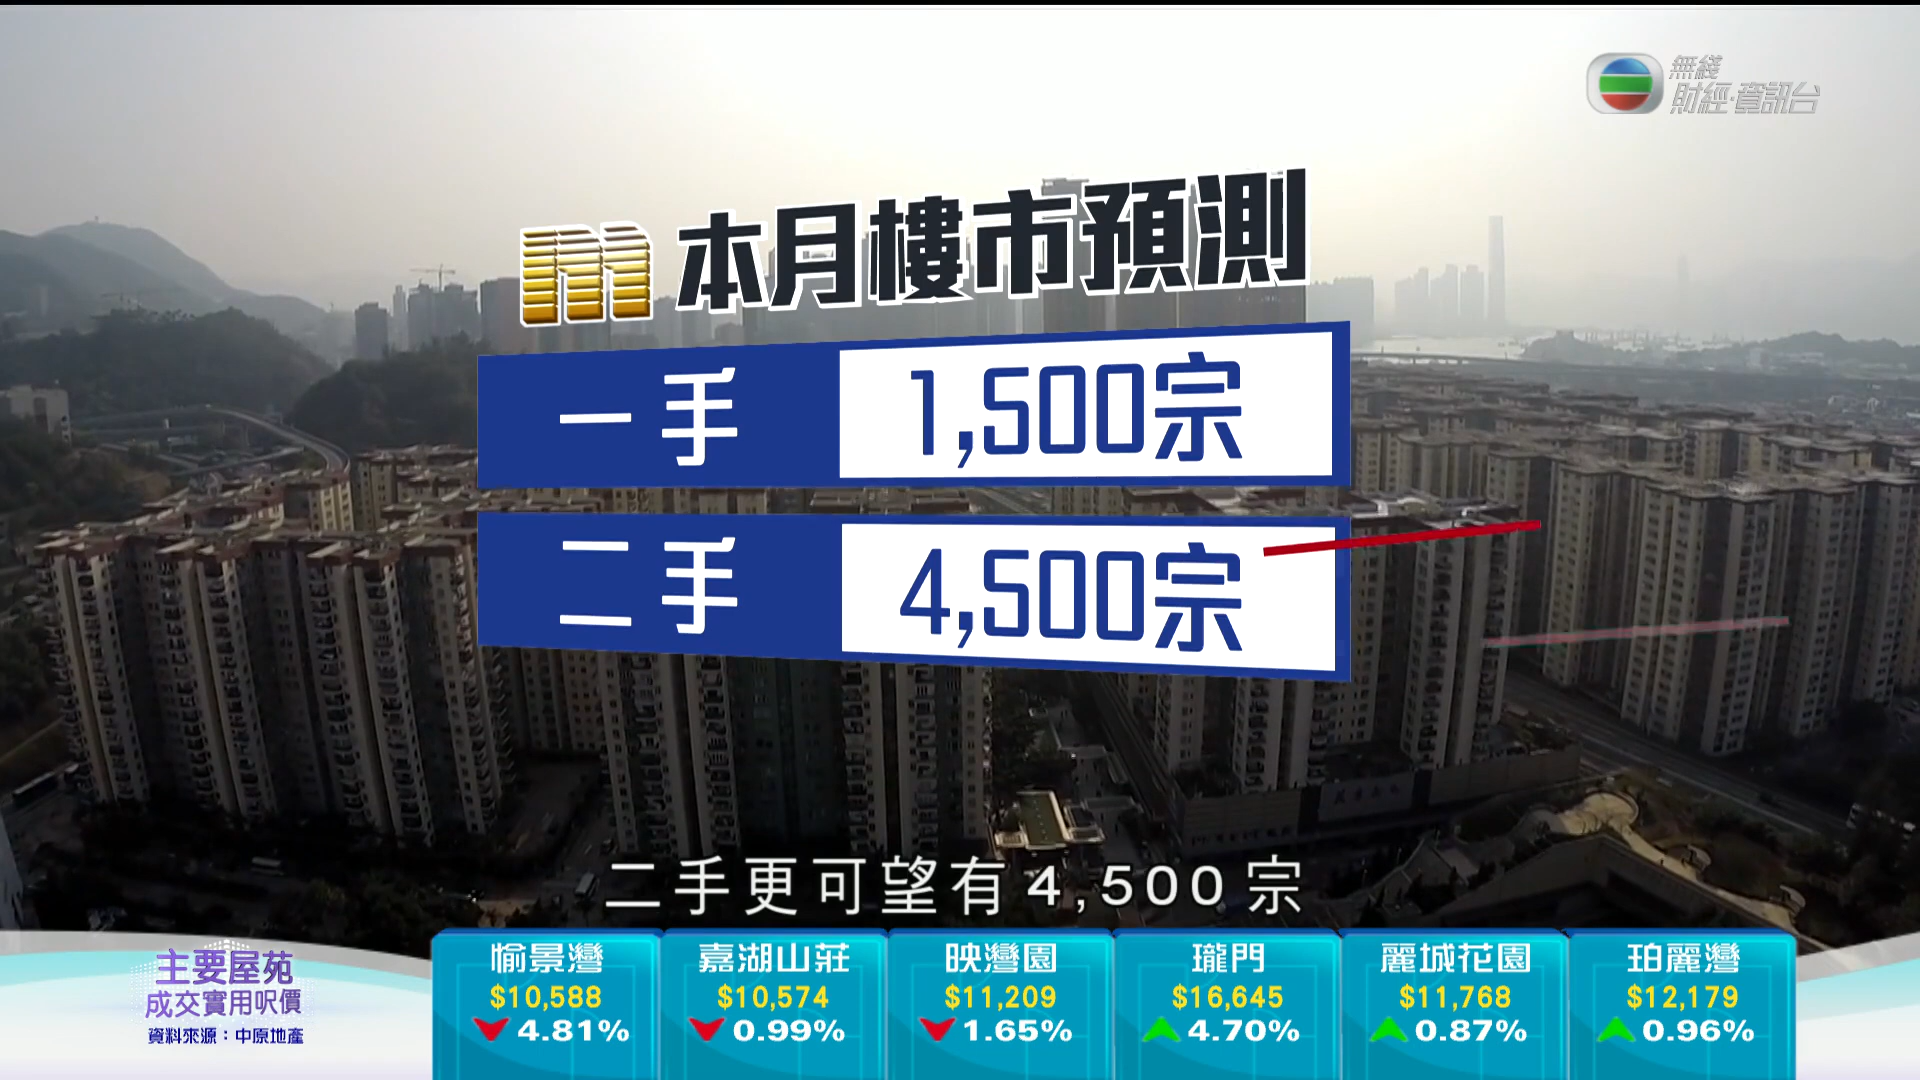 無綫
財經·資訊台
本月樓市預測
一手 1,500宗
二手 4,500宗
二手更可望有4,500宗
主要屋苑
成交實用呎價
資料來源：中原地產
愉景灣
$10,588
4.81%
嘉湖山莊
$10,574
0.99%
映灣園
$11,209
1.65%
瓏門
$16,645
4.70%
麗城花園
$11,768
0.87%
珀麗灣
$12,179
0.96%